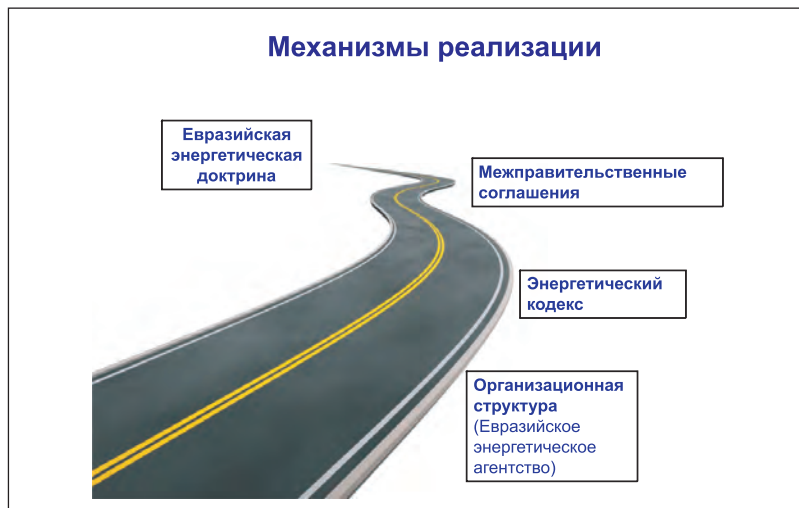 Механизмы реализации
Евразийская
энергетическая
доктрина
Межправительственные
соглашения
Энергетический
кодекс
Организационная
структура
(Евразийское
энергетическое
агентство)